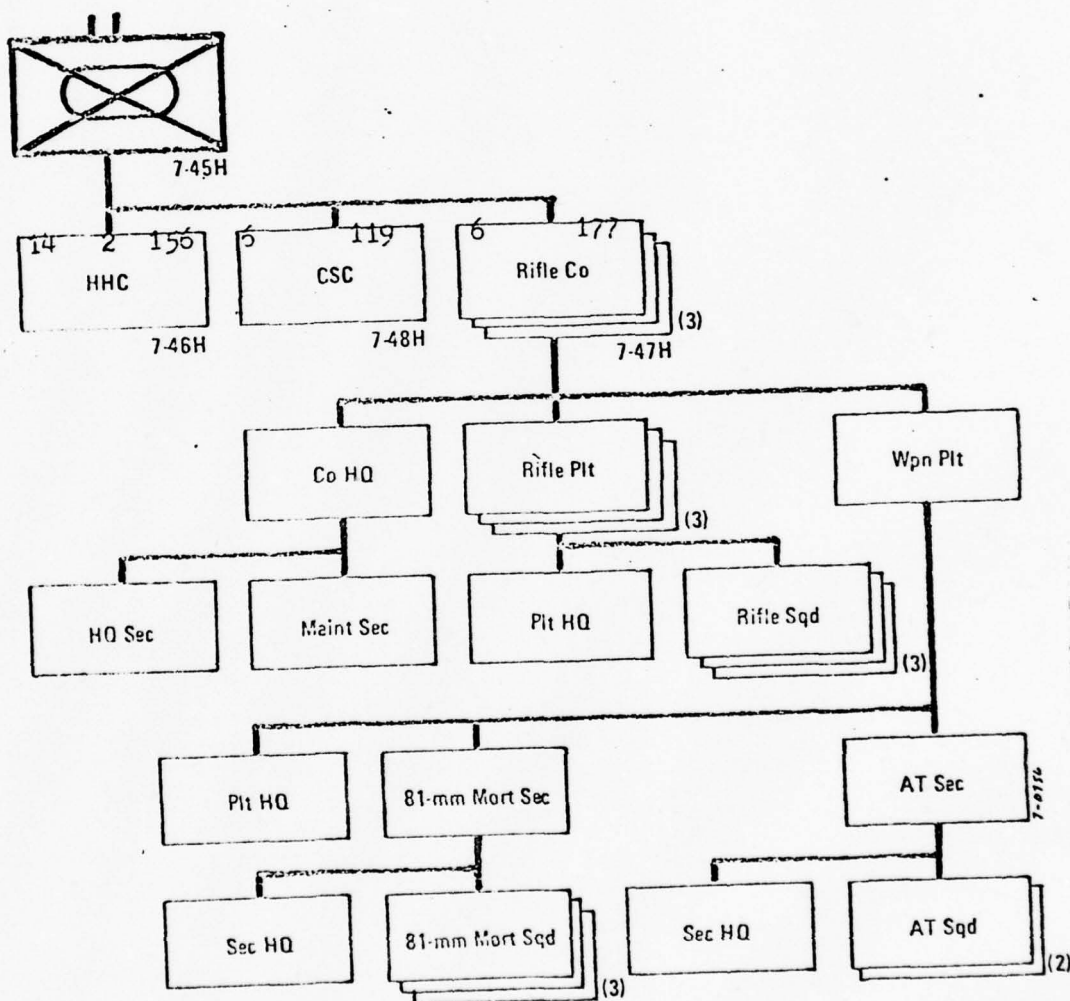 7-45H
14 2 156
HHC
7-46H
5 119
CSC
7-48H
6 177
Rifle Co
(3)
7-47H
Co HQ
Rifle Plt
(3)
Wpn Plt
HQ Sec
Maint Sec
Plt HQ
Rifle Sqd
(3)
Plt HQ
81-mm Mort Sec
AT Sec
Sec HQ
81-mm Mort Sqd
(3)
Sec HQ
AT Sqd
(2)